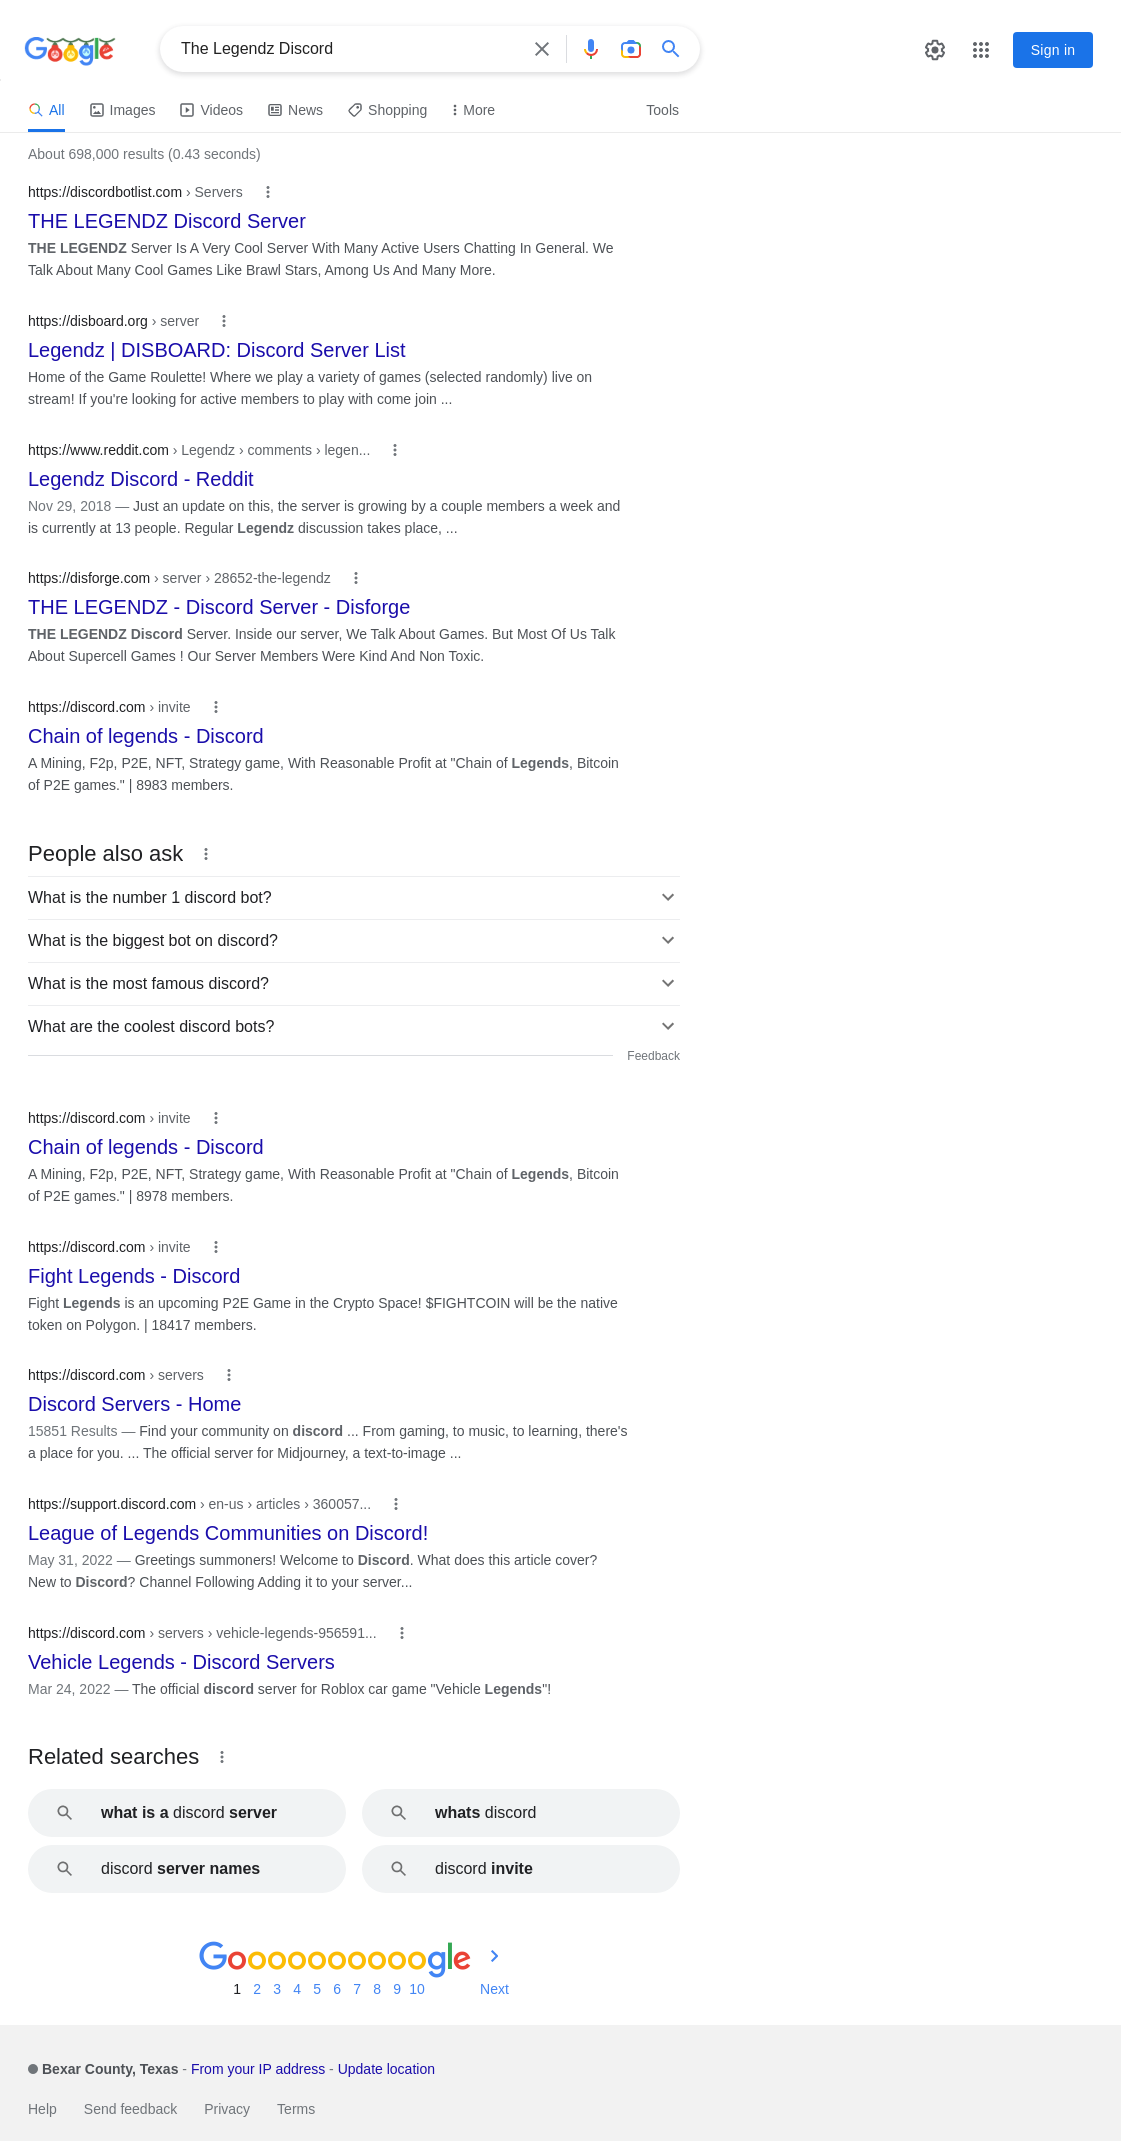 Google
The Legendz Discord
Sign in
All Images Videos News Shopping More Tools
About 698,000 results (0.43 seconds)
https://discordbotlist.com › Servers
THE LEGENDZ Discord Server
THE LEGENDZ Server Is A Very Cool Server With Many Active Users Chatting In General. We
Talk About Many Cool Games Like Brawl Stars, Among Us And Many More.
https://disboard.org › server
Legendz | DISBOARD: Discord Server List
Home of the Game Roulette! Where we play a variety of games (selected randomly) live on
stream! If you're looking for active members to play with come join ...
https://www.reddit.com › Legendz › comments › legen...
Legendz Discord - Reddit
Nov 29, 2018 — Just an update on this, the server is growing by a couple members a week and
is currently at 13 people. Regular Legendz discussion takes place, ...
https://disforge.com › server › 28652-the-legendz
THE LEGENDZ - Discord Server - Disforge
THE LEGENDZ Discord Server. Inside our server, We Talk About Games. But Most Of Us Talk
About Supercell Games ! Our Server Members Were Kind And Non Toxic.
https://discord.com › invite
Chain of legends - Discord
A Mining, F2p, P2E, NFT, Strategy game, With Reasonable Profit at "Chain of Legends, Bitcoin
of P2E games." | 8983 members.
People also ask
What is the number 1 discord bot?
What is the biggest bot on discord?
What is the most famous discord?
What are the coolest discord bots?
Feedback
https://discord.com › invite
Chain of legends - Discord
A Mining, F2p, P2E, NFT, Strategy game, With Reasonable Profit at "Chain of Legends, Bitcoin
of P2E games." | 8978 members.
https://discord.com › invite
Fight Legends - Discord
Fight Legends is an upcoming P2E Game in the Crypto Space! $FIGHTCOIN will be the native
token on Polygon. | 18417 members.
https://discord.com › servers
Discord Servers - Home
15851 Results — Find your community on discord ... From gaming, to music, to learning, there's
a place for you. ... The official server for Midjourney, a text-to-image ...
https://support.discord.com › en-us › articles › 360057...
League of Legends Communities on Discord!
May 31, 2022 — Greetings summoners! Welcome to Discord. What does this article cover?
New to Discord? Channel Following Adding it to your server...
https://discord.com › servers › vehicle-legends-956591...
Vehicle Legends - Discord Servers
Mar 24, 2022 — The official discord server for Roblox car game "Vehicle Legends"!
Related searches
what is a discord server
whats discord
discord server names
discord invite
Goooooooooogle
1 2 3 4 5 6 7 8 9 10 Next
Bexar County, Texas - From your IP address - Update location
Help Send feedback Privacy Terms